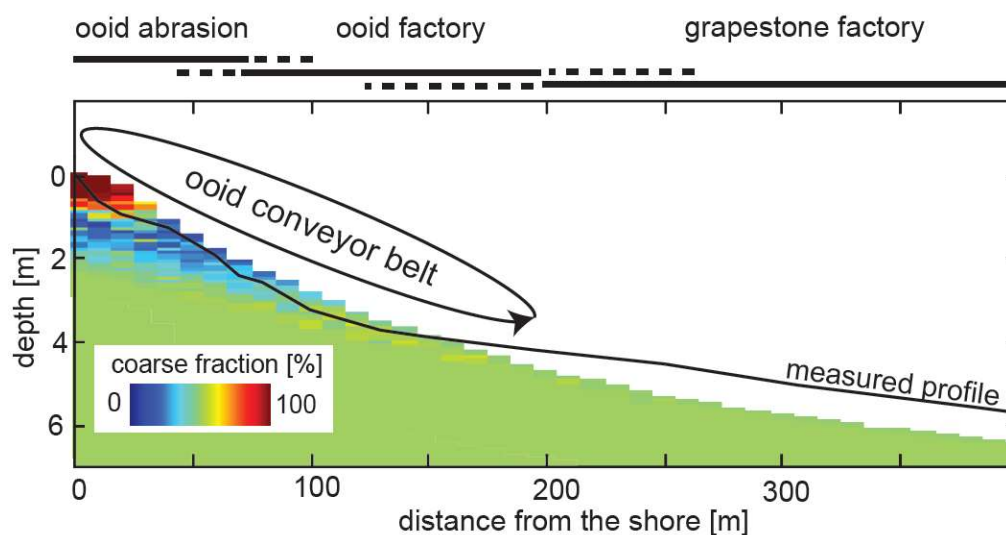 ooid abrasion ooid factory grapestone factory
ooid conveyor belt
0
2
4
6
depth [m]
coarse fraction [%]
0 100
measured profile
0 100 200 300
distance from the shore [m]